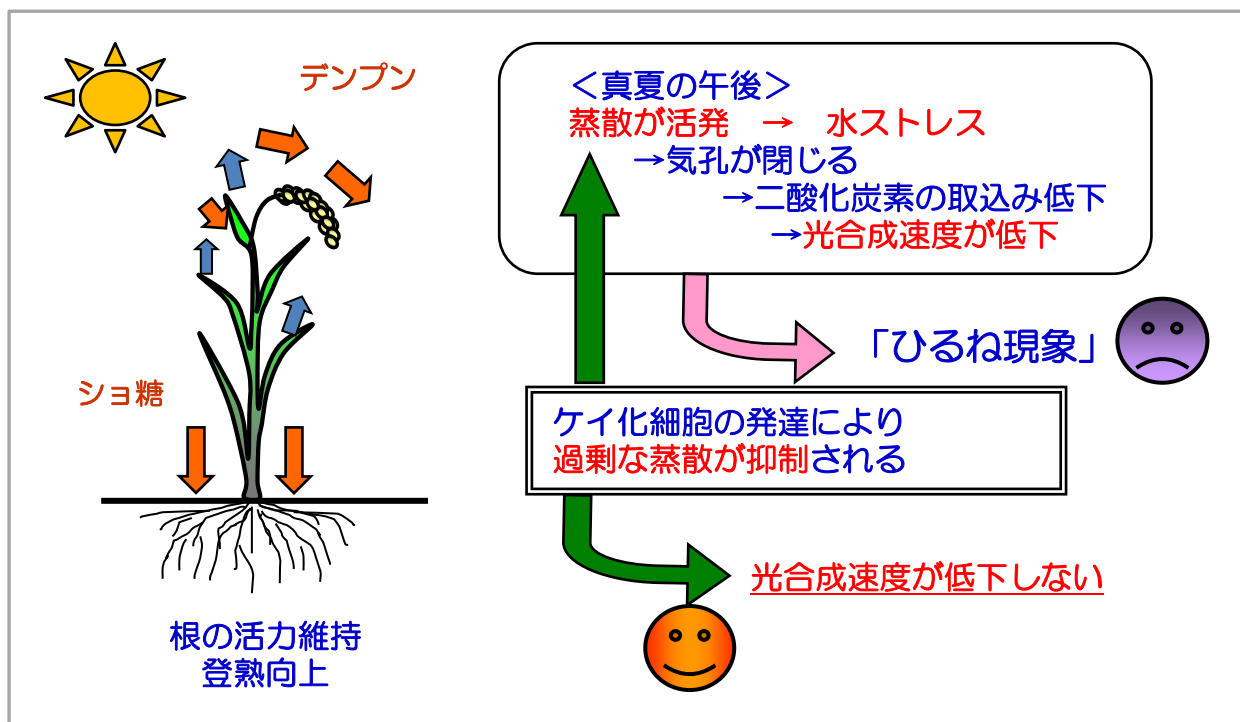 デンプン
ショ糖
根の活力維持
登熟向上
＜真夏の午後＞
蒸散が活発　→　水ストレス
→気孔が閉じる
→二酸化炭素の取込み低下
→光合成速度が低下
「ひるね現象」
ケイ化細胞の発達により
過剰な蒸散が抑制される
光合成速度が低下しない